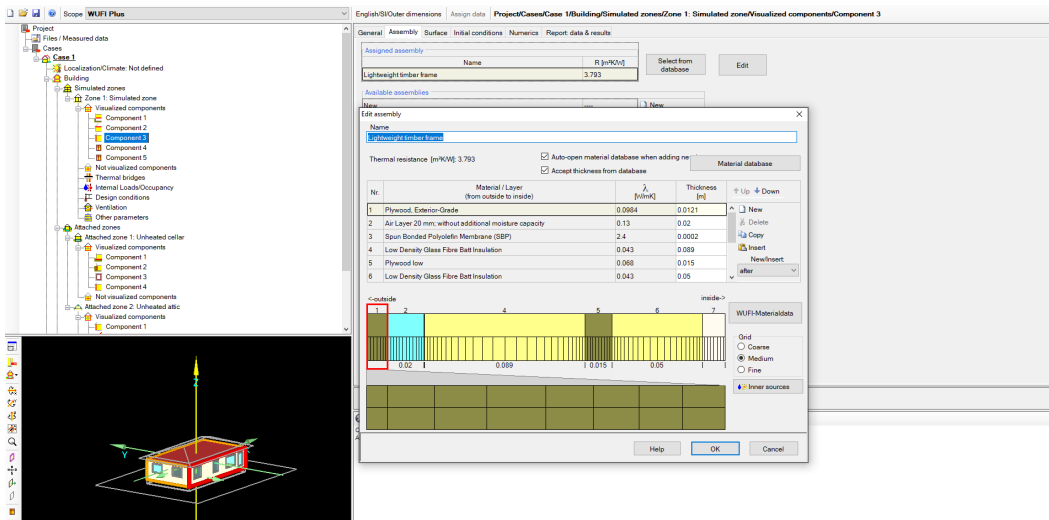 Scope WUFI Plus
English/SI/Outer dimensions Assign data Project/Cases/Case 1/Building/Simulated zones/Zone 1: Simulated zone/Visualized components/Component 3
Project
Files / Measured data
Cases
Case 1
Localization/Climate: Not defined
Building
Simulated zones
Zone 1: Simulated zone
Visualized components
Component 1
Component 2
Component 3
Component 4
Component 5
Not visualized components
Thermal bridges
Internal Loads/Occupancy
Design conditions
Ventilation
Other parameters
Attached zones
Attached zone 1: Unheated cellar
Visualized components
Component 1
Component 2
Component 3
Component 4
Not visualized components
Attached zone 2: Unheated attic
Visualized components
Component 1
General Assembly Surface Initial conditions Numerics Report: data & results
Assigned assembly
Name R [m²K/W]
Lightweight timber frame 3.793
Select from database
Edit
Available assemblies
New ---- New
Edit assembly
Name
Lightweight timber frame
Thermal resistance [m²K/W]: 3.793
Auto-open material database when adding ne
Accept thickness from database
Material database
Nr. Material / Layer (from outside to inside) λ [W/mK] Thickness [m]
1 Plywood, Exterior-Grade 0.0984 0.0121
2 Air Layer 20 mm; without additional moisture capacity 0.13 0.02
3 Spun Bonded Polyolefin Membrane (SBP) 2.4 0.0002
4 Low Density Glass Fibre Batt Insulation 0.043 0.089
5 Plywood low 0.068 0.015
6 Low Density Glass Fibre Batt Insulation 0.043 0.05
Up Down
New
Delete
Copy
Insert
New/Insert
after
<-outside inside->
1 2 4 5 6 7
0.02 0.089 0.015 0.05
WUFI-Materialdata
Grid
Coarse
Medium
Fine
Inner sources
Help OK Cancel
Z
Y